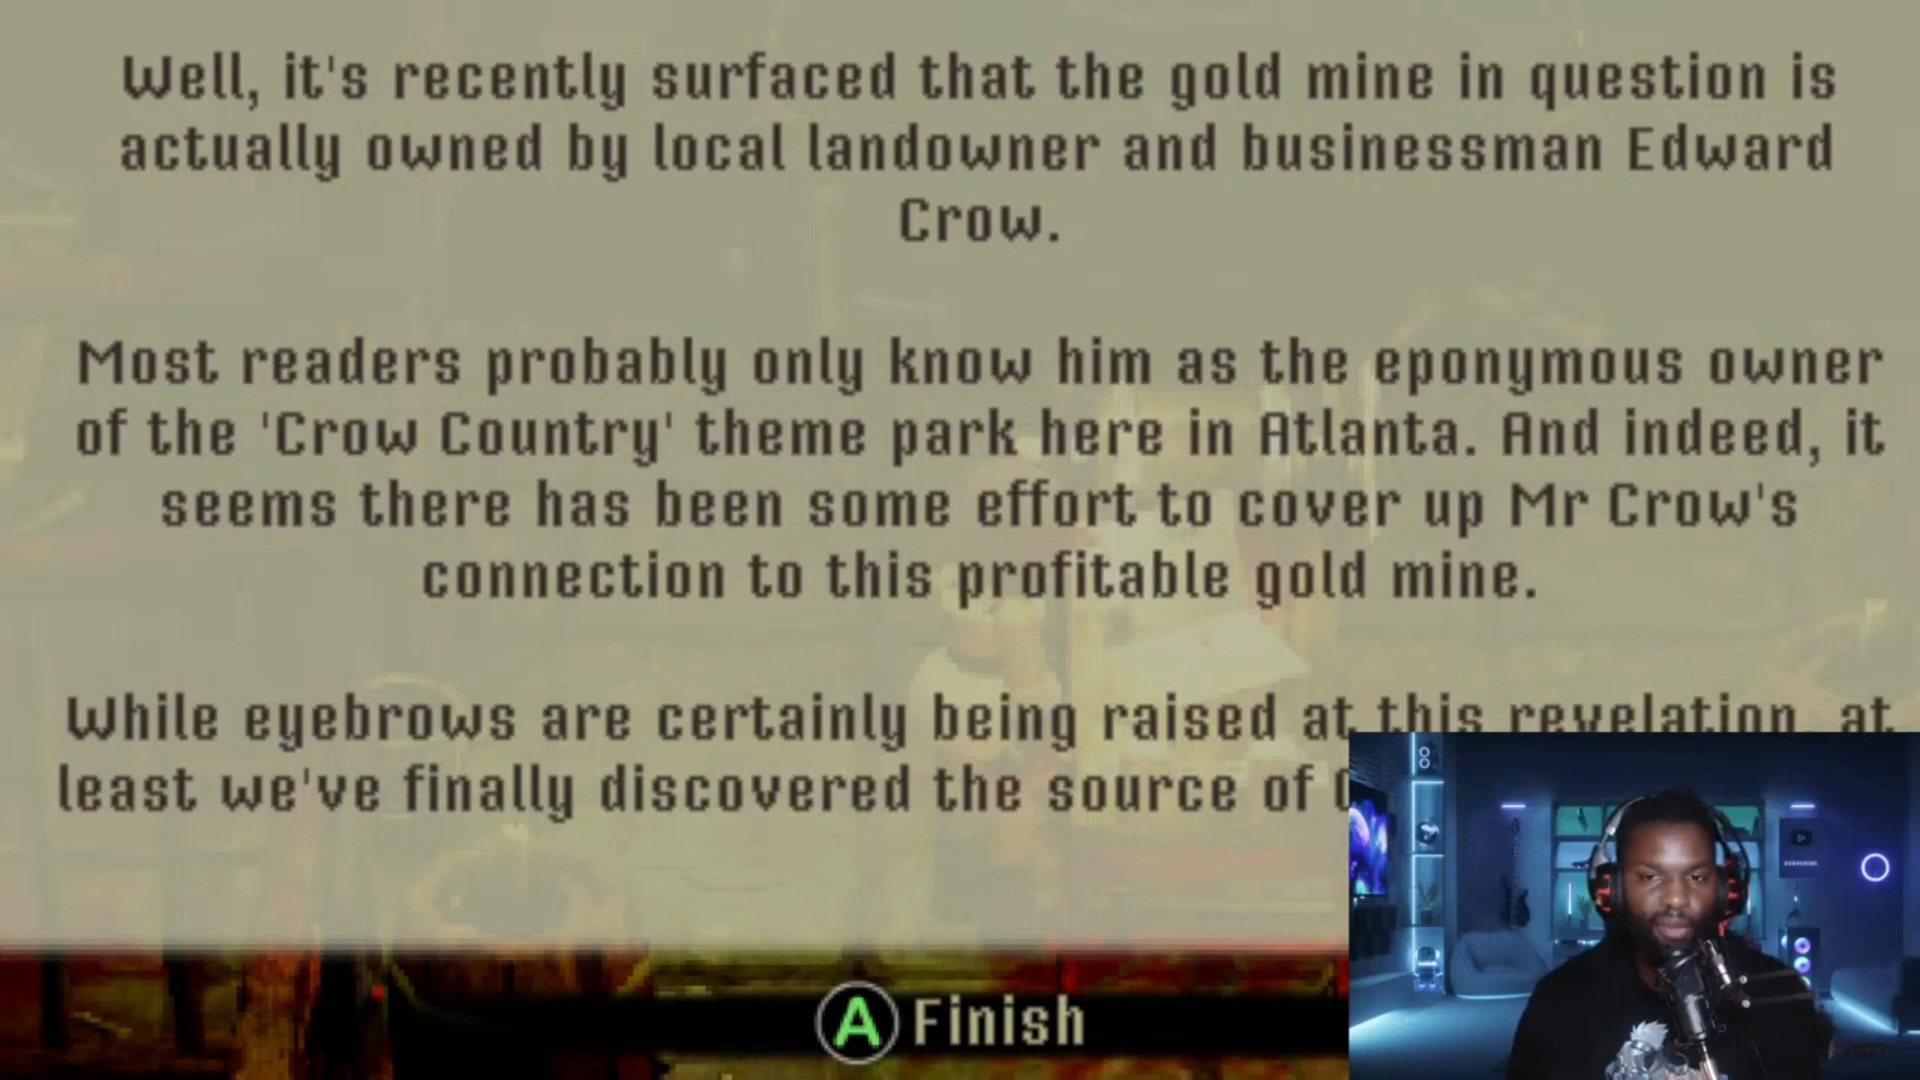 Well, it's recently surfaced that the gold mine in question is
actually owned by local landowner and businessman Edward
Crow.
Most readers probably only know him as the eponymous owner
of the 'Crow Country' theme park here in Atlanta. And indeed, it
seems there has been some effort to cover up Mr Crow's
connection to this profitable gold mine.
While eyebrows are certainly being raised at this revelation, at
least we've finally discovered the source of
A Finish